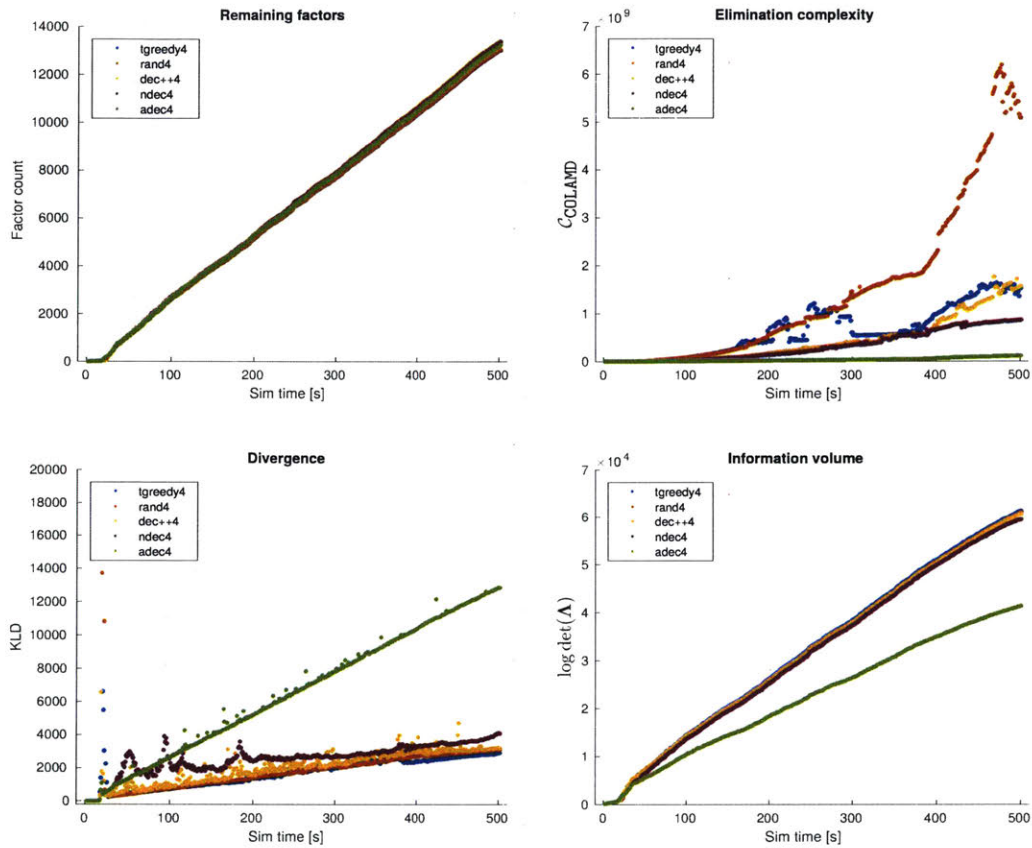 Remaining factors
14000
12000
10000
8000
6000
4000
2000
0
Factor count
tgreedy4
rand4
dec++4
ndec4
adec4
0 100 200 300 400 500
Sim time [s]
Elimination complexity
7 × 10^9
6
5
4
3
2
1
0
C_COLAMD
tgreedy4
rand4
dec++4
ndec4
adec4
0 100 200 300 400 500
Sim time [s]
Divergence
20000
18000
16000
14000
12000
10000
8000
6000
4000
2000
0
KLD
tgreedy4
rand4
dec++4
ndec4
adec4
0 100 200 300 400 500
Sim time [s]
Information volume
7 × 10^4
6
5
4
3
2
1
0
log det(Λ)
tgreedy4
rand4
dec++4
ndec4
adec4
0 100 200 300 400 500
Sim time [s]